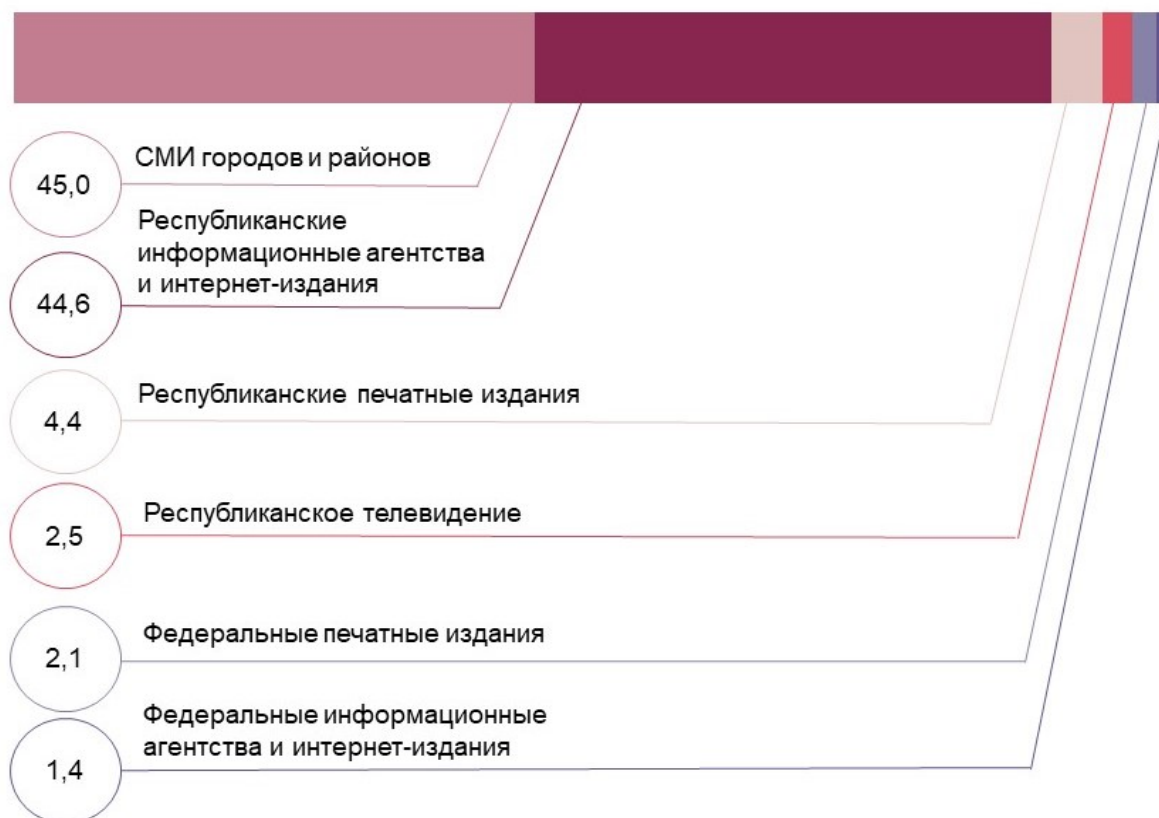 СМИ городов и районов
45,0
Республиканские
информационные агентства
и интернет-издания
44,6
Республиканские печатные издания
4,4
Республиканское телевидение
2,5
Федеральные печатные издания
2,1
Федеральные информационные
агентства и интернет-издания
1,4